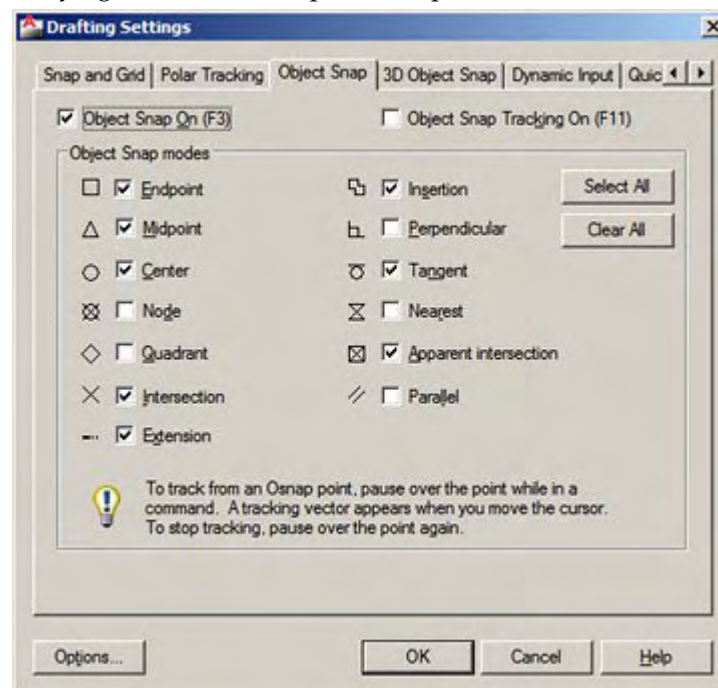 Drafting Settings
Snap and Grid Polar Tracking Object Snap 3D Object Snap Dynamic Input Quic
Object Snap On (F3) Object Snap Tracking On (F11)
Object Snap modes
Endpoint Insertion Select All
Midpoint Perpendicular Clear All
Center Tangent
Node Nearest
Quadrant Apparent intersection
Intersection Parallel
Extension
To track from an Osnap point, pause over the point while in a
command. A tracking vector appears when you move the cursor.
To stop tracking, pause over the point again.
Options... OK Cancel Help